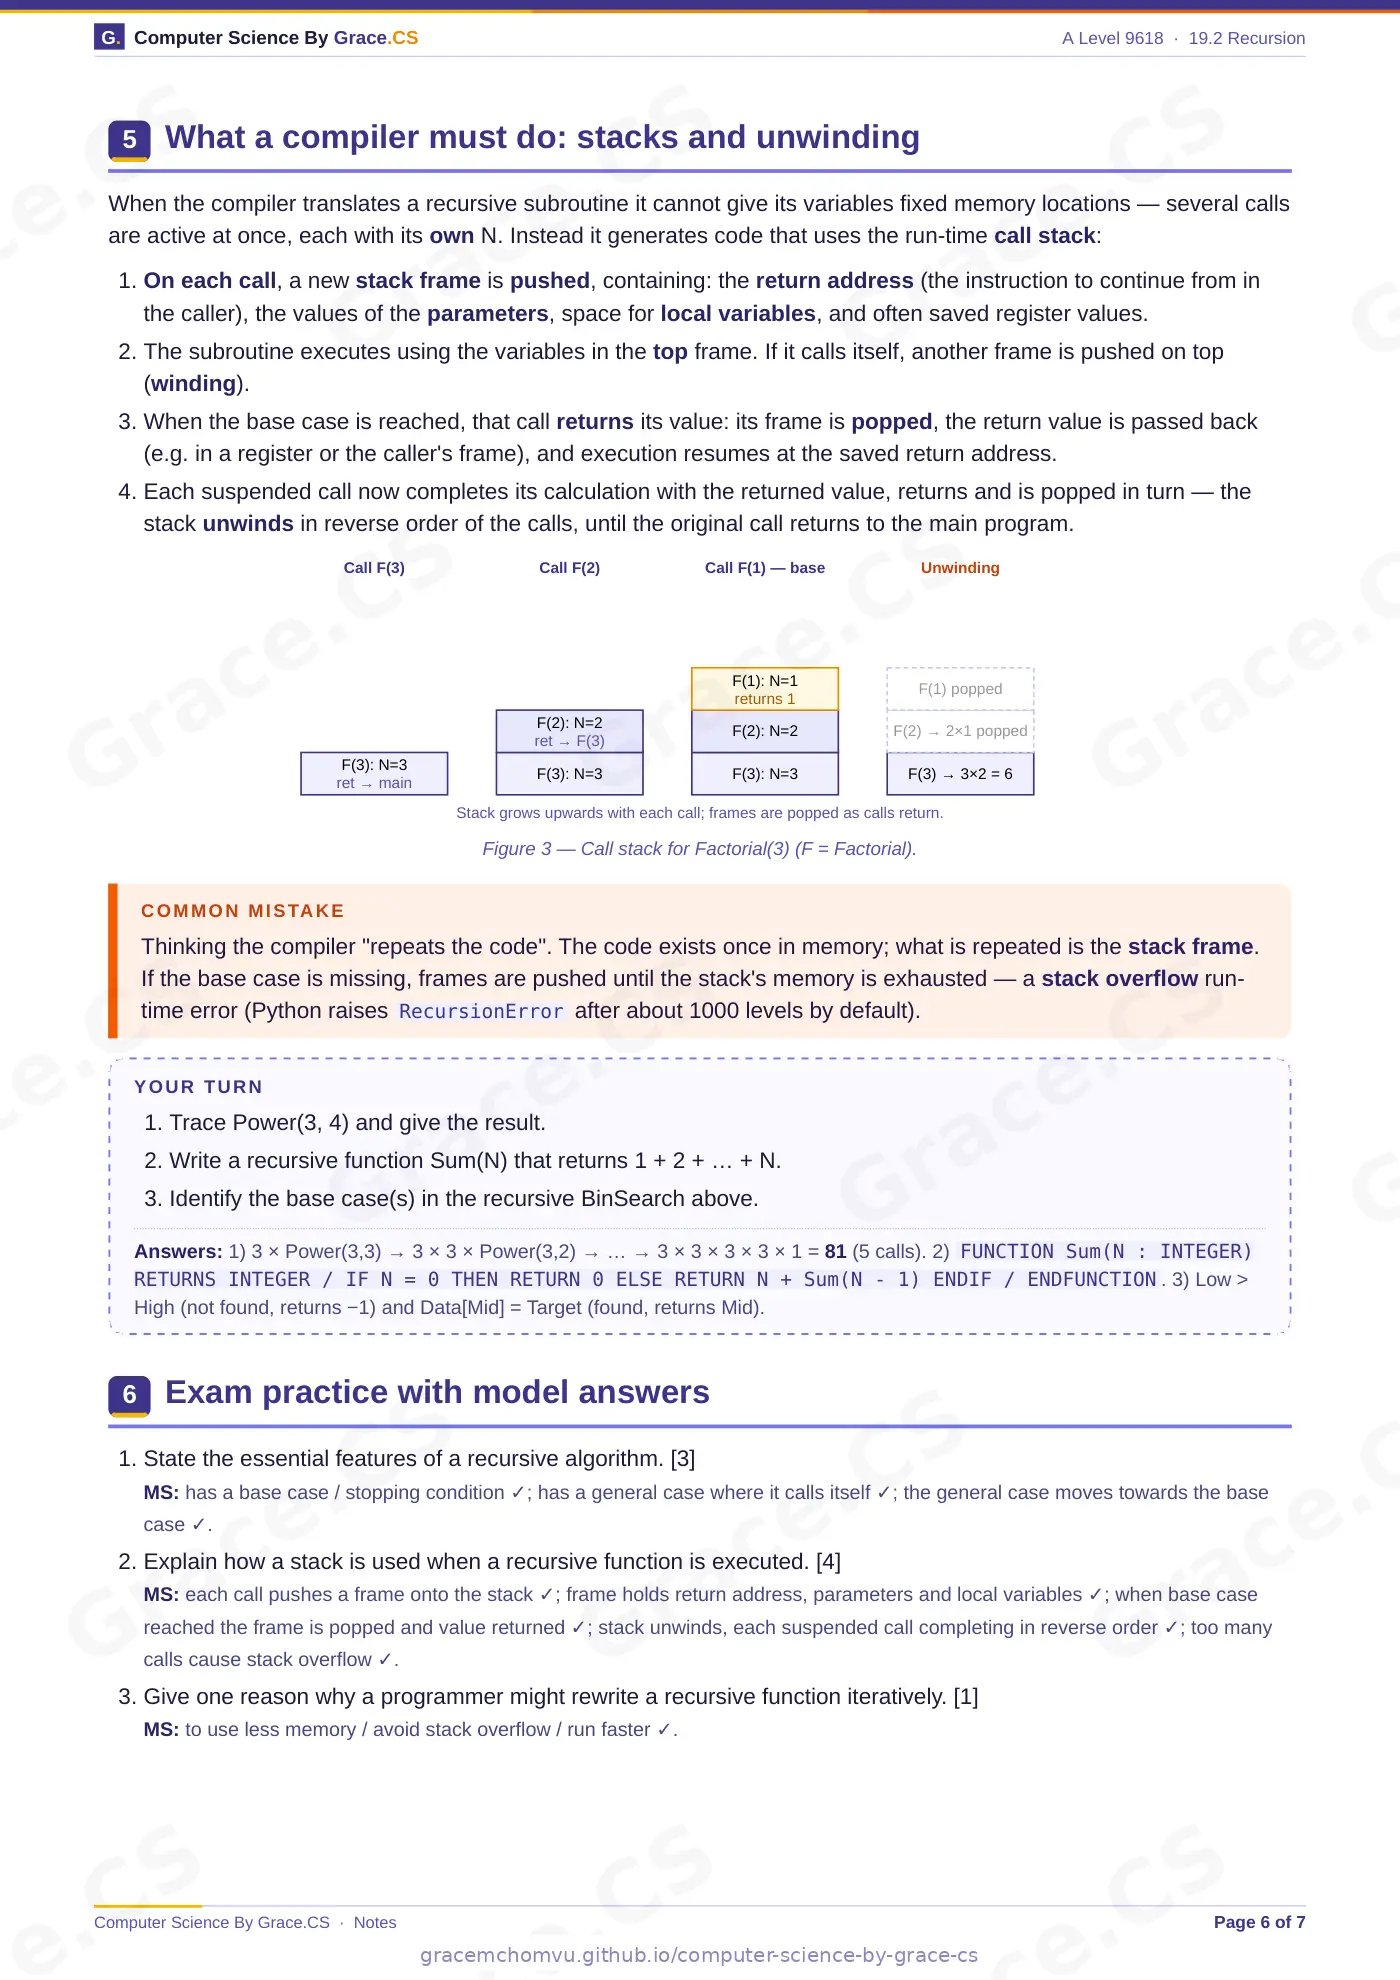 G. Computer Science By Grace.CS
A Level 9618 · 19.2 Recursion
5 What a compiler must do: stacks and unwinding
When the compiler translates a recursive subroutine it cannot give its variables fixed memory locations — several calls
are active at once, each with its own N. Instead it generates code that uses the run-time call stack:
1. On each call, a new stack frame is pushed, containing: the return address (the instruction to continue from in
the caller), the values of the parameters, space for local variables, and often saved register values.
2. The subroutine executes using the variables in the top frame. If it calls itself, another frame is pushed on top
(winding).
3. When the base case is reached, that call returns its value: its frame is popped, the return value is passed back
(e.g. in a register or the caller's frame), and execution resumes at the saved return address.
4. Each suspended call now completes its calculation with the returned value, returns and is popped in turn — the
stack unwinds in reverse order of the calls, until the original call returns to the main program.
Call F(3)
Call F(2)
Call F(1) — base
Unwinding
F(3): N=3
ret → main
F(2): N=2
ret → F(3)
F(3): N=3
F(1): N=1
returns 1
F(2): N=2
F(3): N=3
F(1) popped
F(2) → 2×1 popped
F(3) → 3×2 = 6
Stack grows upwards with each call; frames are popped as calls return.
Figure 3 — Call stack for Factorial(3) (F = Factorial).
COMMON MISTAKE
Thinking the compiler "repeats the code". The code exists once in memory; what is repeated is the stack frame.
If the base case is missing, frames are pushed until the stack's memory is exhausted — a stack overflow run-
time error (Python raises RecursionError after about 1000 levels by default).
YOUR TURN
1. Trace Power(3, 4) and give the result.
2. Write a recursive function Sum(N) that returns 1 + 2 + … + N.
3. Identify the base case(s) in the recursive BinSearch above.
Answers: 1) 3 × Power(3,3) → 3 × 3 × Power(3,2) → … → 3 × 3 × 3 × 3 × 1 = 81 (5 calls). 2) FUNCTION Sum(N : INTEGER)
RETURNS INTEGER / IF N = 0 THEN RETURN 0 ELSE RETURN N + Sum(N - 1) ENDIF / ENDFUNCTION. 3) Low >
High (not found, returns −1) and Data[Mid] = Target (found, returns Mid).
6 Exam practice with model answers
1. State the essential features of a recursive algorithm. [3]
MS: has a base case / stopping condition ✓; has a general case where it calls itself ✓; the general case moves towards the base
case ✓.
2. Explain how a stack is used when a recursive function is executed. [4]
MS: each call pushes a frame onto the stack ✓; frame holds return address, parameters and local variables ✓; when base case
reached the frame is popped and value returned ✓; stack unwinds, each suspended call completing in reverse order ✓; too many
calls cause stack overflow ✓.
3. Give one reason why a programmer might rewrite a recursive function iteratively. [1]
MS: to use less memory / avoid stack overflow / run faster ✓.
Computer Science By Grace.CS · Notes
Page 6 of 7
gracemchomvu.github.io/computer-science-by-grace-cs